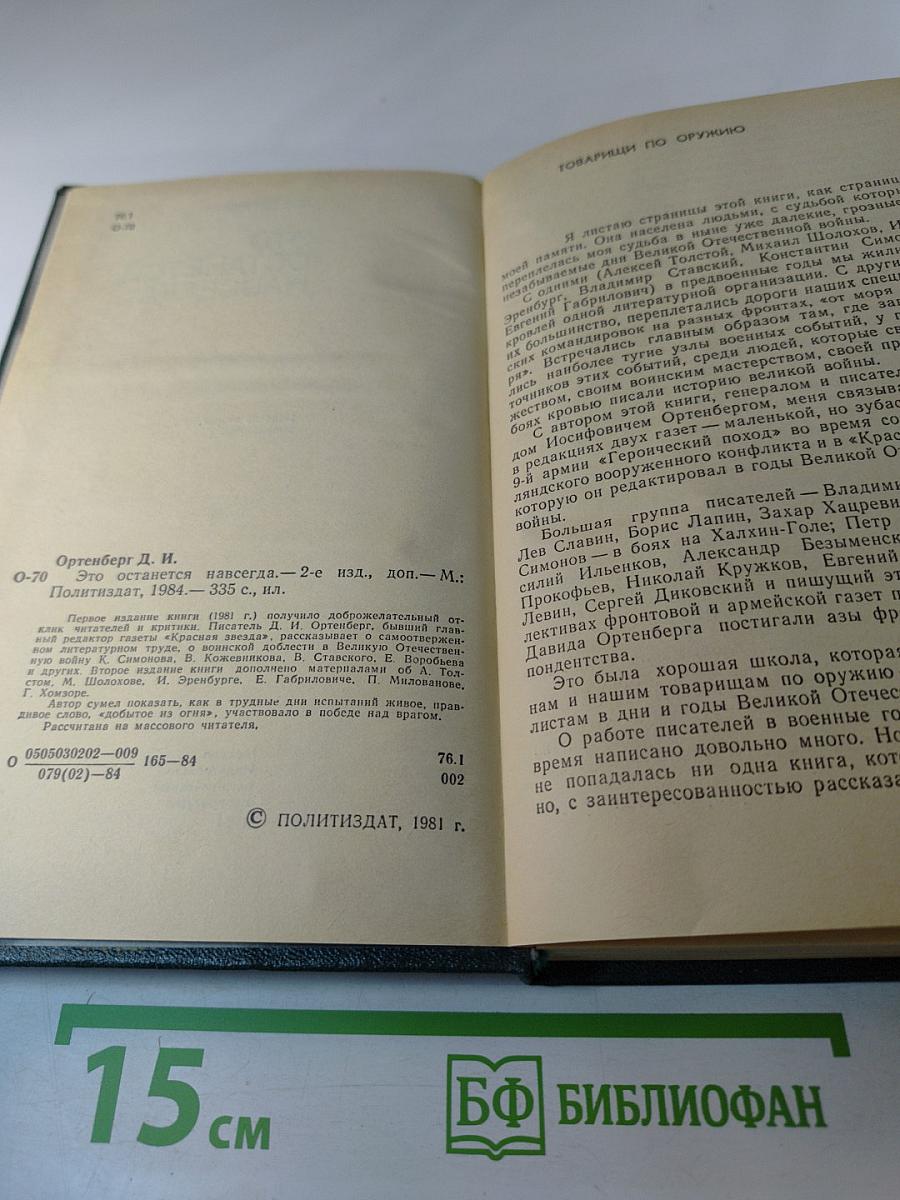 76.1
О-70
Ортенберг Д. И.
О-70 Это останется навсегда.— 2-е изд., доп.— М.:
Политиздат, 1984.— 335 с., ил.
Первое издание книги (1981 г.) получило доброжелательный от-
клик читателей и критики. Писатель Д. И. Ортенберг, бывший глав-
ный редактор газеты «Красная звезда», рассказывает о самоотвержен-
ном литературном труде, о воинской доблести в Великую Отечествен-
ную войну К. Симонова, В. Кожевникова, В. Ставского, Е. Воробьева
и других. Второе издание книги дополнено материалами об А. Тол-
стом, М. Шолохове, И. Эренбурге, Е. Габриловиче, П. Милованове,
Г. Хомзоре.
Автор сумел показать, как в трудные дни испытаний живое, прав-
дивое слово, «добытое из огня», участвовало в победе над врагом.
Рассчитана на массового читателя.
О 0505030202—009 165—84 76.1
079(02)—84 002
© ПОЛИТИЗДАТ, 1981 г.
ТОВАРИЩИ ПО ОРУЖИЮ
Я листаю страницы этой книги, как страниц
моей памяти. Она населена людьми, с судьбой котор
переплелась моя судьба в ныне уже далекие, грозные
незабываемые дни Великой Отечественной войны.
С одними (Алексей Толстой, Михаил Шолохов, И
Эренбург, Владимир Ставский, Константин Симо
Евгений Габрилович) в предвоенные годы мы жили
кровлей одной литературной организации. С други
их большинство, переплетались дороги наших спец
ских командировок на разных фронтах, «от моря
ря». Встречались главным образом там, где зав
лись наиболее тугие узлы военных событий, у г
точников этих событий, среди людей, которые св
жеством, своим воинским мастерством, своей пр
боях кровью писали историю великой войны.
С автором этой книги, генералом и писател
дом Иосифовичем Ортенбергом, меня связыва
в редакциях двух газет — маленькой, но зубас
9-й армии «Героический поход» во время со
ляндского вооруженного конфликта и в «Крас
которую он редактировал в годы Великой От
войны.
Большая группа писателей — Владими
Лев Славин, Борис Лапин, Захар Хацреви
Симонов — в боях на Халхин-Голе; Петр
силий Ильенков, Александр Безыменск
Прокофьев, Николай Кружков, Евгений
Левин, Сергей Диковский и пишущий эт
лективах фронтовой и армейской газет п
Давида Ортенберга постигали азы фр
пондентства.
Это была хорошая школа, которая
нам и нашим товарищам по оружию
листам в дни и годы Великой Отечес
О работе писателей в военные го
время написано довольно много. Но
не попадалась ни одна книга, кото
но, с заинтересованностью рассказа
15 см
БФ БИБЛИОФАН